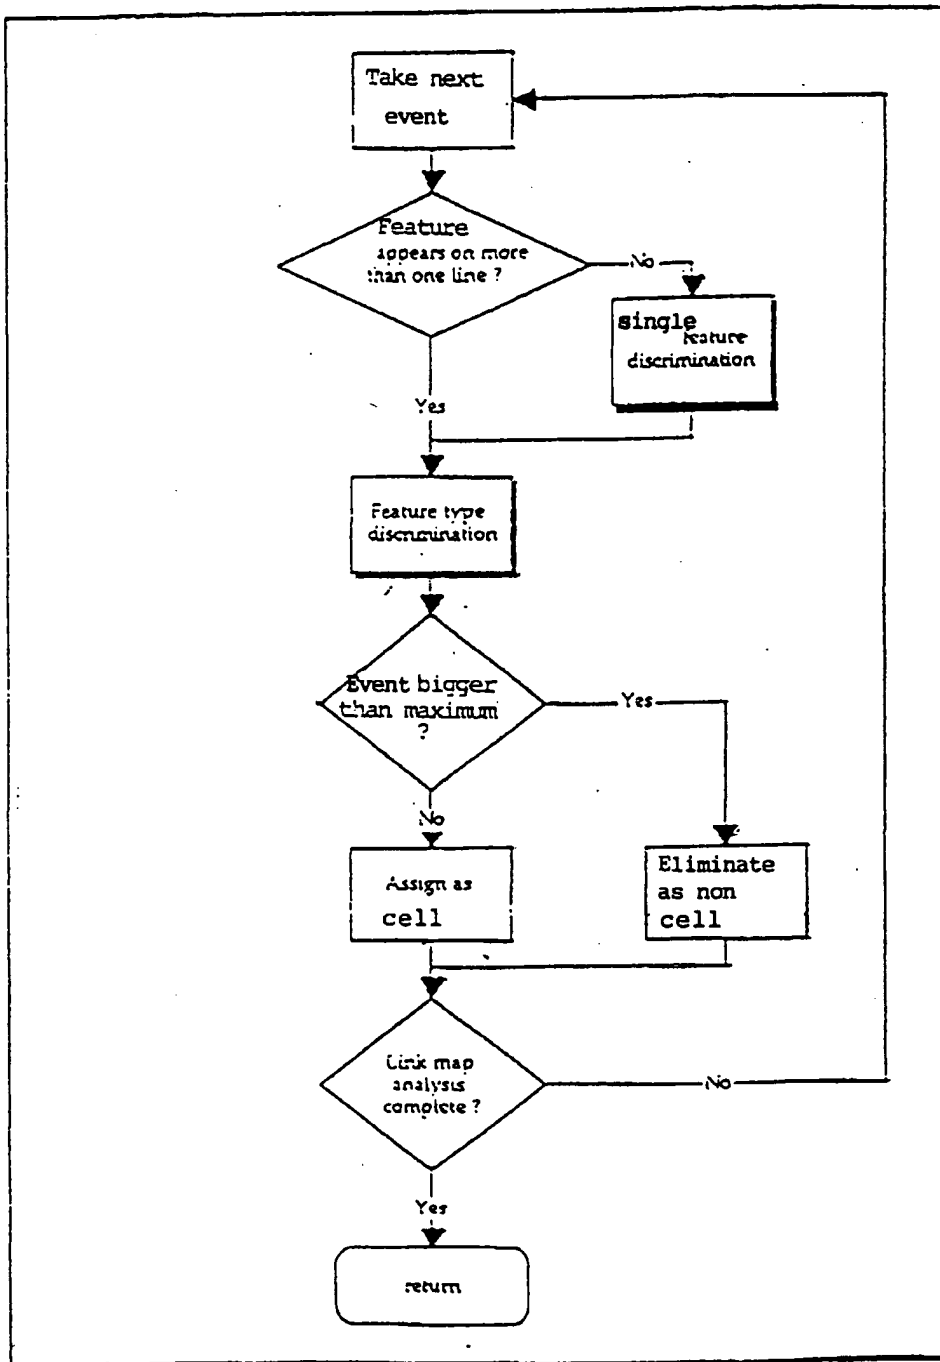 Take next
event
Feature
appears on more
than one line ?
No
single
feature
discrimination
Yes
Feature type
discrimination
Event bigger
than maximum
?
Yes
No
Assign as
cell
Eliminate
as non
cell
Link map
analysis
complete ?
No
Yes
return